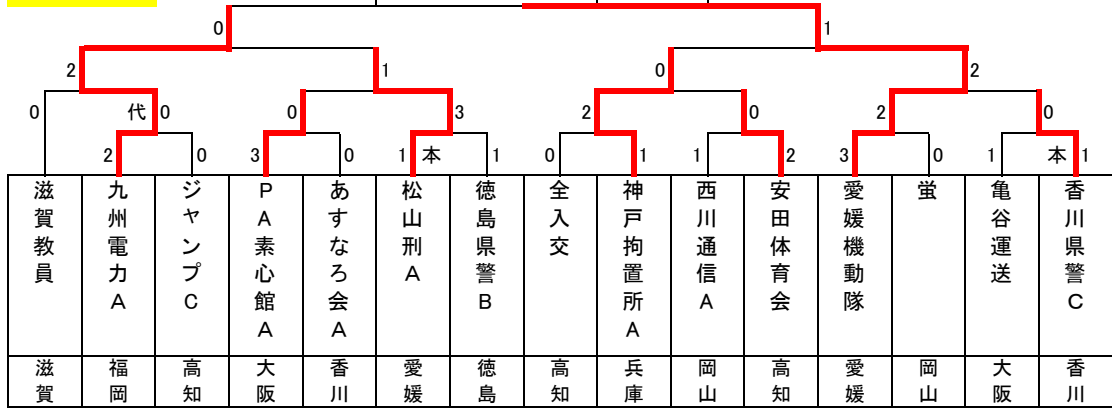 0 1
2 1 0 2
0 代 0 0 3 2 0 2 0
2 0 3 0 1 本 1 0 1 1 2 3 0 1 本 1
滋賀教員
九州電力A
ジャンプC
PA素心館A
あすなろ会A
松山刑A
徳島県警B
全入交
神戸拘置所A
西川通信A
安田体育会
愛媛機動隊
蛍
亀谷運送
香川県警C
滋賀
福岡
高知
大阪
香川
愛媛
徳島
高知
兵庫
岡山
高知
愛媛
岡山
大阪
香川